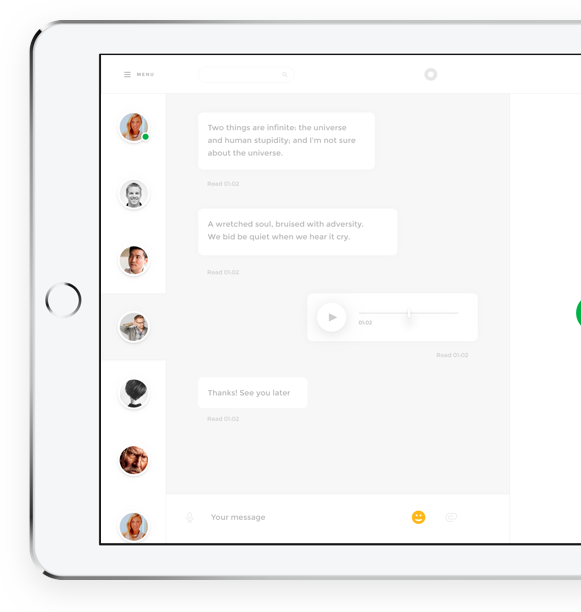 MENU
Two things are infinite: the universe
and human stupidity; and I'm not sure
about the universe.
Read 01:02
A wretched soul, bruised with adversity,
We bid be quiet when we hear it cry.
Read 01:02
01:02
Read 01:02
Thanks! See you later
Read 01:02
Your message